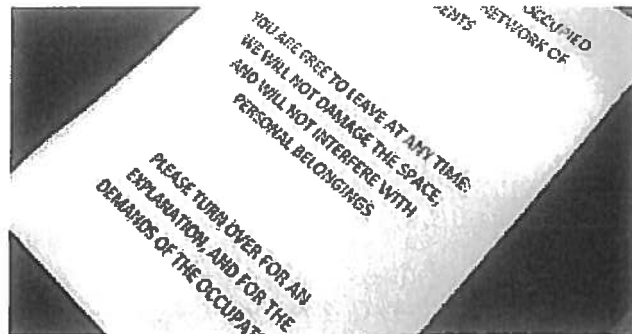 OCCUPIED
NETWORK OF
ENTS
YOU ARE FREE TO LEAVE AT ANY TIME;
WE WILL NOT DAMAGE THE SPACE,
AND WILL NOT INTERFERE WITH
PERSONAL BELONGINGS
PLEASE TURN OVER FOR AN
EXPLANATION, AND FOR THE
DEMANDS OF THE OCCUPAT